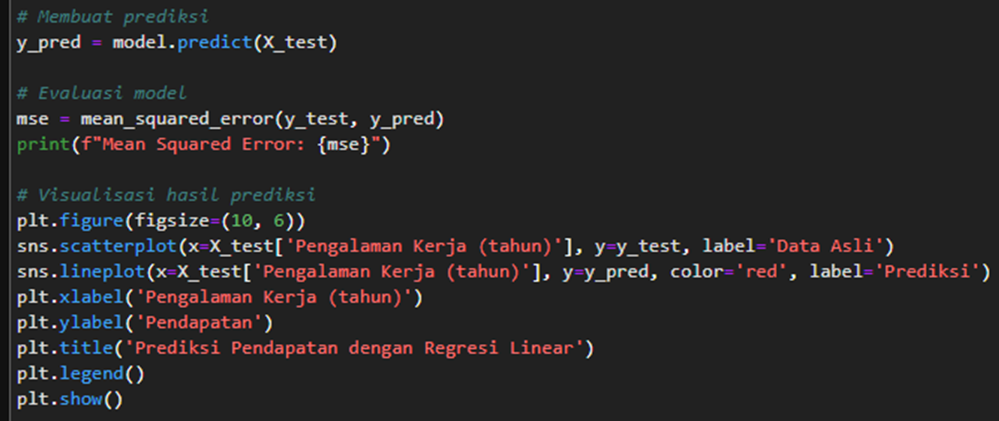 # Membuat prediksi
y_pred = model.predict(X_test)
# Evaluasi model
mse = mean_squared_error(y_test, y_pred)
print(f"Mean Squared Error: {mse}")
# Visualisasi hasil prediksi
plt.figure(figsize=(10, 6))
sns.scatterplot(x=X_test['Pengalaman Kerja (tahun)'], y=y_test, label='Data Asli')
sns.lineplot(x=X_test['Pengalaman Kerja (tahun)'], y=y_pred, color='red', label='Prediksi')
plt.xlabel('Pengalaman Kerja (tahun)')
plt.ylabel('Pendapatan')
plt.title('Prediksi Pendapatan dengan Regresi Linear')
plt.legend()
plt.show()